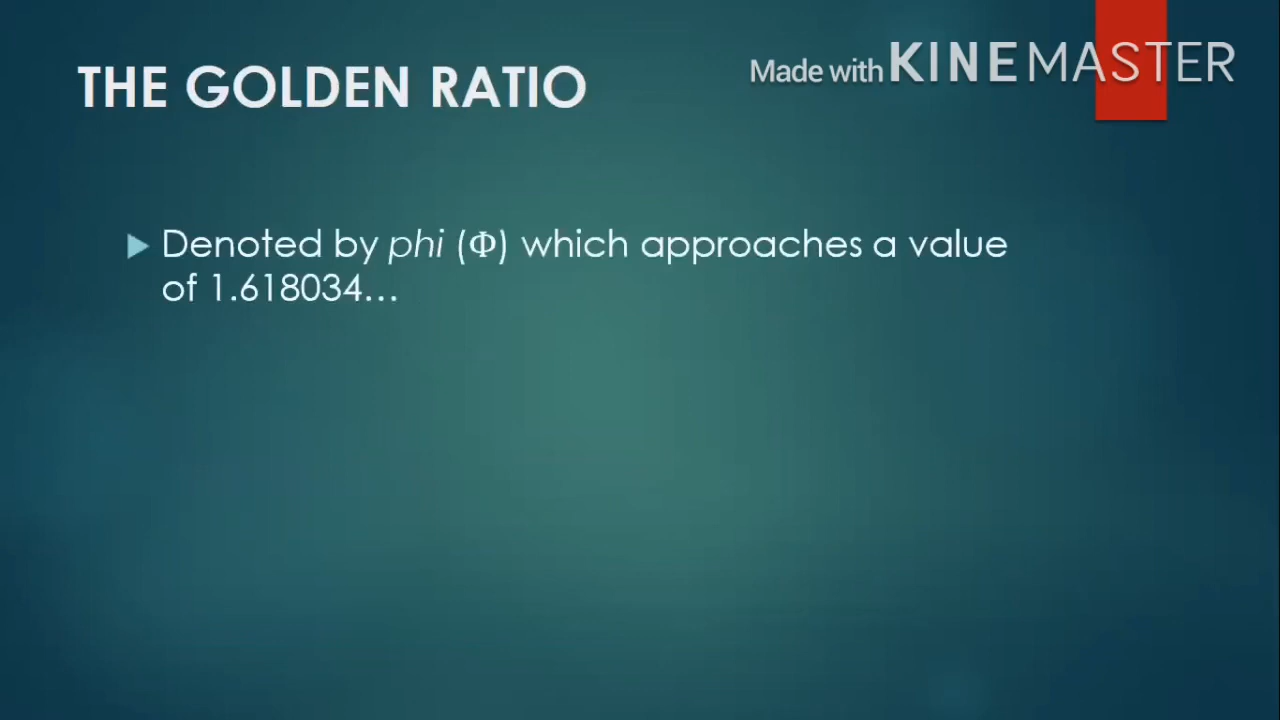 THE GOLDEN RATIO
Made with KINEMASTER
Denoted by phi (Φ) which approaches a value
of 1.618034…